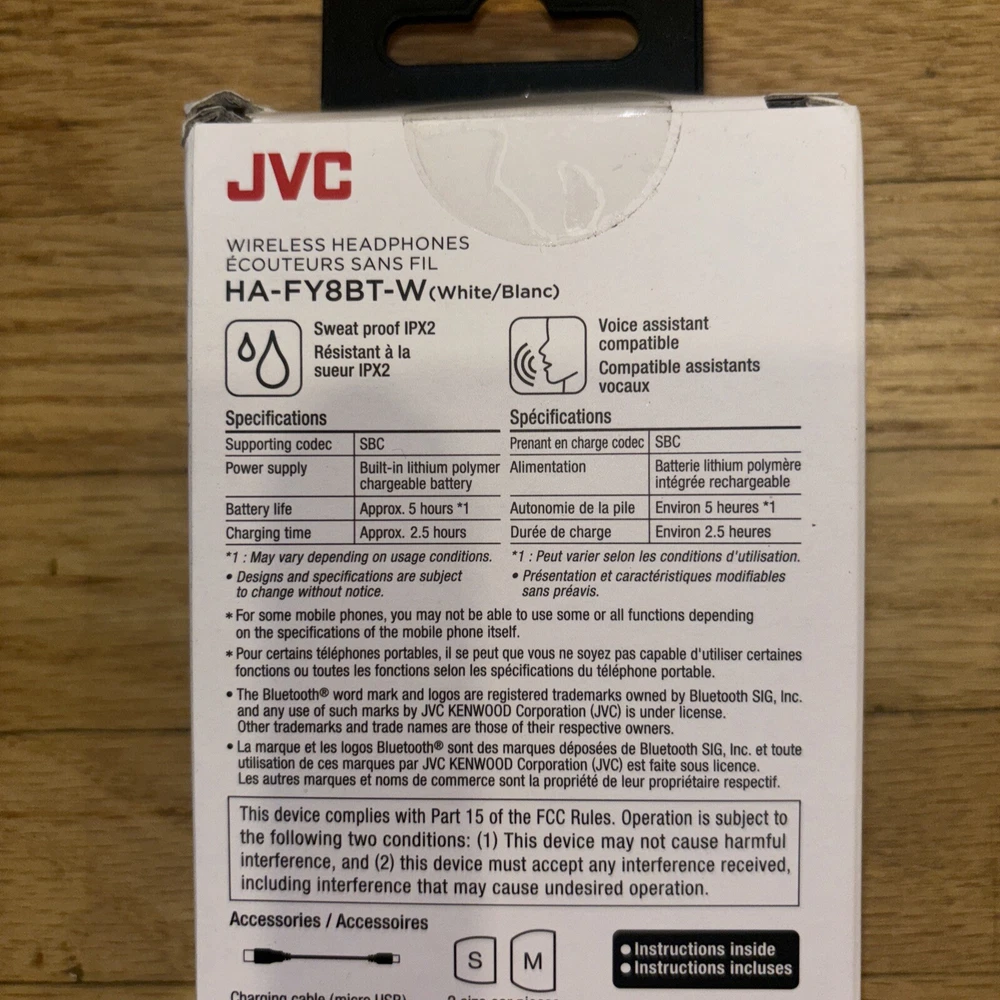 JVC
WIRELESS HEADPHONES
ÉCOUTEURS SANS FIL
HA-FY8BT-W (White/Blanc)
Sweat proof IPX2
Résistant à la
sueur IPX2
Voice assistant
compatible
Compatible assistants
vocaux
Specifications
Supporting codec SBC
Power supply Built-in lithium polymer
chargeable battery
Battery life Approx. 5 hours *1
Charging time Approx. 2.5 hours
*1 : May vary depending on usage conditions.
• Designs and specifications are subject
to change without notice.
Spécifications
Prenant en charge codec SBC
Alimentation Batterie lithium polymère
intégrée rechargeable
Autonomie de la pile Environ 5 heures *1
Durée de charge Environ 2.5 heures
*1 : Peut varier selon les conditions d'utilisation.
• Présentation et caractéristiques modifiables
sans préavis.
* For some mobile phones, you may not be able to use some or all functions depending
on the specifications of the mobile phone itself.
* Pour certains téléphones portables, il se peut que vous ne soyez pas capable d'utiliser certaines
fonctions ou toutes les fonctions selon les spécifications du téléphone portable.
• The Bluetooth® word mark and logos are registered trademarks owned by Bluetooth SIG, Inc.
and any use of such marks by JVC KENWOOD Corporation (JVC) is under license.
Other trademarks and trade names are those of their respective owners.
• La marque et les logos Bluetooth® sont des marques déposées de Bluetooth SIG, Inc. et toute
utilisation de ces marques par JVC KENWOOD Corporation (JVC) est faite sous licence.
Les autres marques et noms de commerce sont la propriété de leur propriétaire respectif.
This device complies with Part 15 of the FCC Rules. Operation is subject to
the following two conditions: (1) This device may not cause harmful
interference, and (2) this device must accept any interference received,
including interference that may cause undesired operation.
Accessories / Accessoires
S M
• Instructions inside
• Instructions incluses
Charging cable (micro USB)